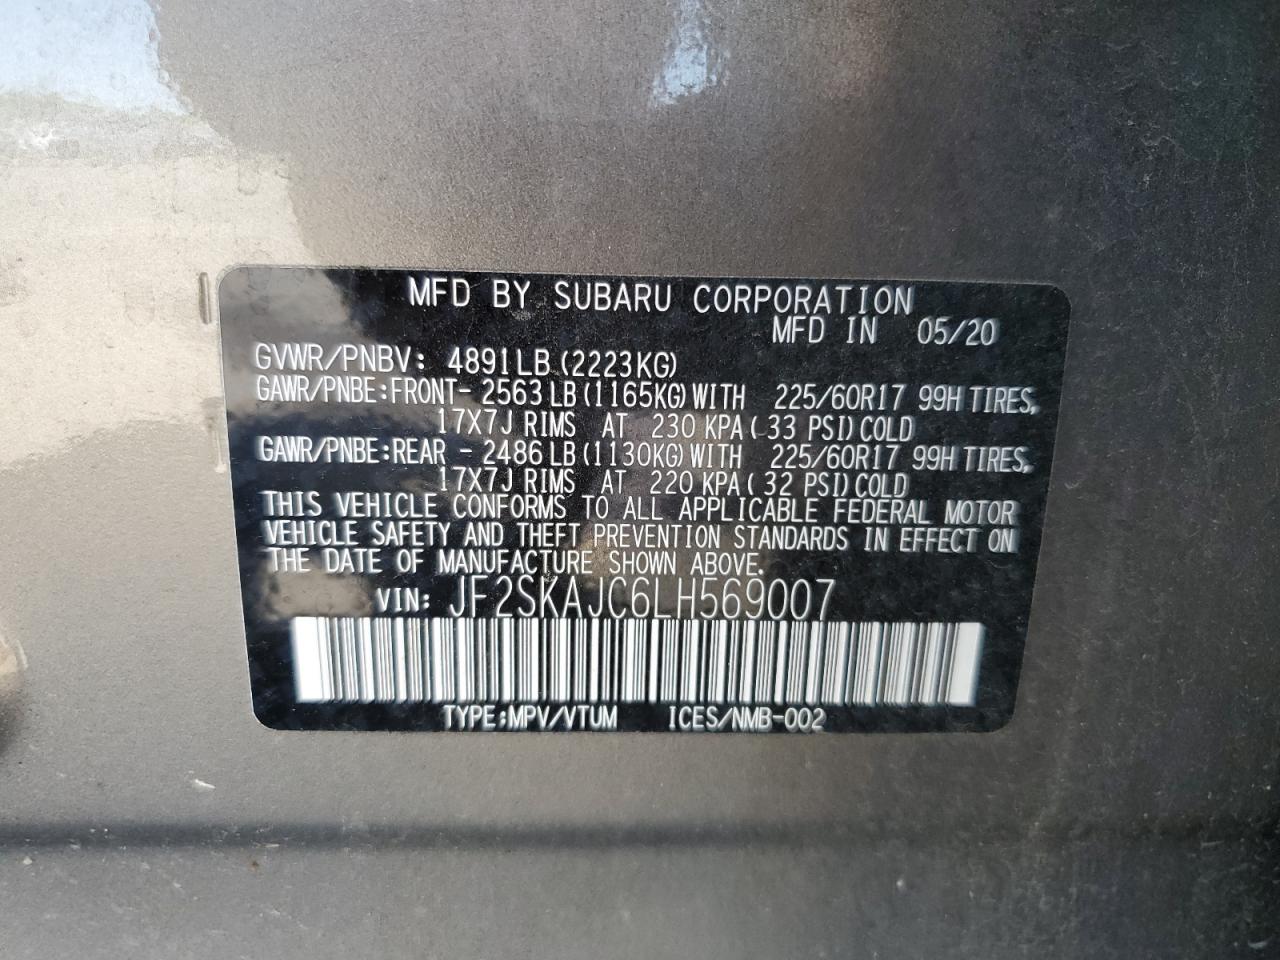 MFD BY SUBARU CORPORATION
MFD IN 05/20
GVWR/PNBV: 4891LB (2223KG)
GAWR/PNBE:FRONT- 2563LB (1165KG) WITH 225/60R17 99H TIRES,
17X7J RIMS AT 230 KPA ( 33 PSI) COLD
GAWR/PNBE:REAR - 2486LB (1130KG) WITH 225/60R17 99H TIRES,
17X7J RIMS AT 220 KPA ( 32 PSI) COLD
THIS VEHICLE CONFORMS TO ALL APPLICABLE FEDERAL MOTOR
VEHICLE SAFETY AND THEFT PREVENTION STANDARDS IN EFFECT ON
THE DATE OF MANUFACTURE SHOWN ABOVE.
VIN: JF2SKAJC6LH569007
TYPE:MPV/VTUM ICES/NMB-002